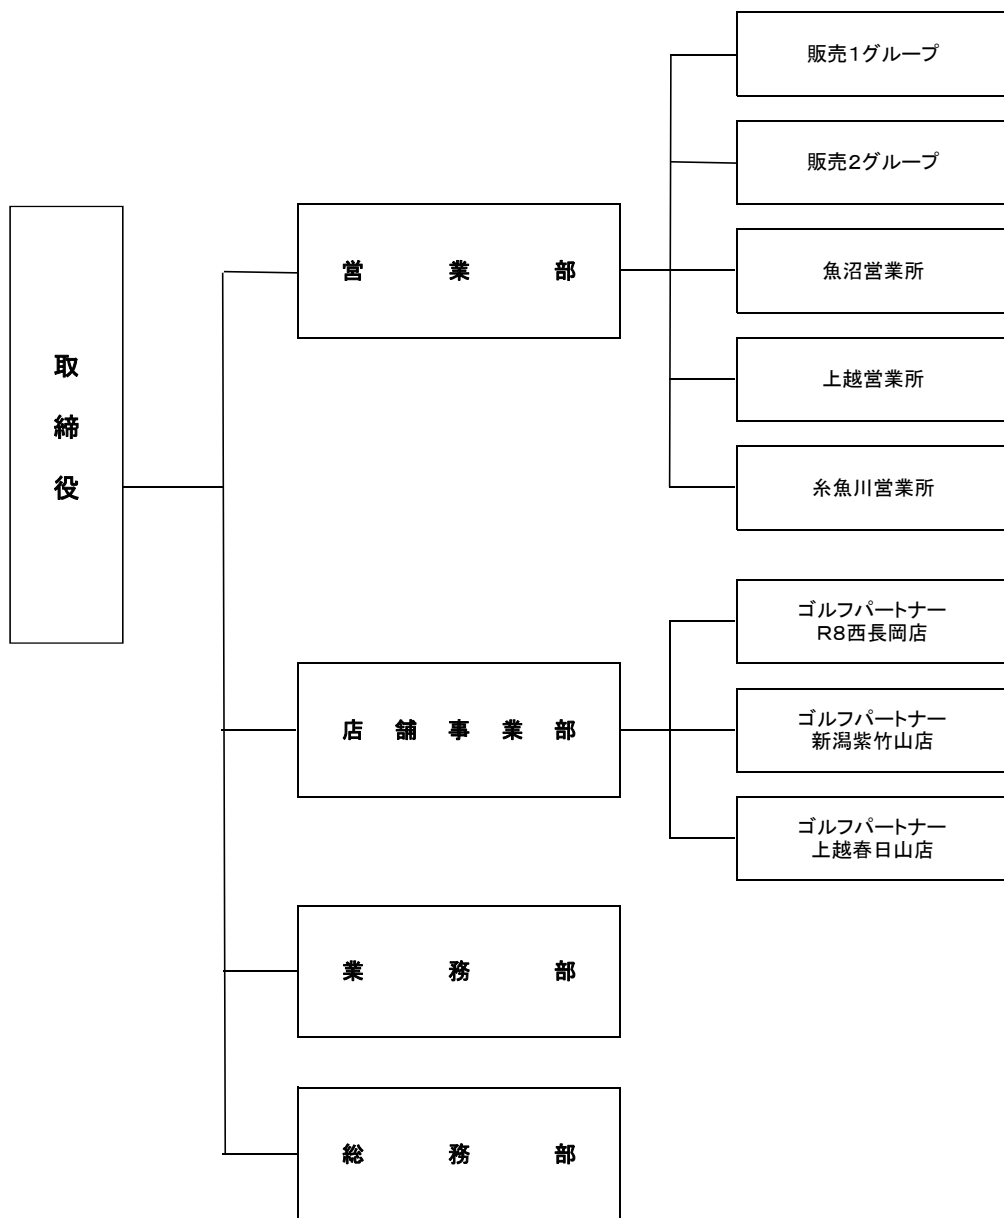 取締役
営業部
販売1グループ
販売2グループ
魚沼営業所
上越営業所
糸魚川営業所
店舗事業部
ゴルフパートナー
R8西長岡店
ゴルフパートナー
新潟紫竹山店
ゴルフパートナー
上越春日山店
業務部
総務部